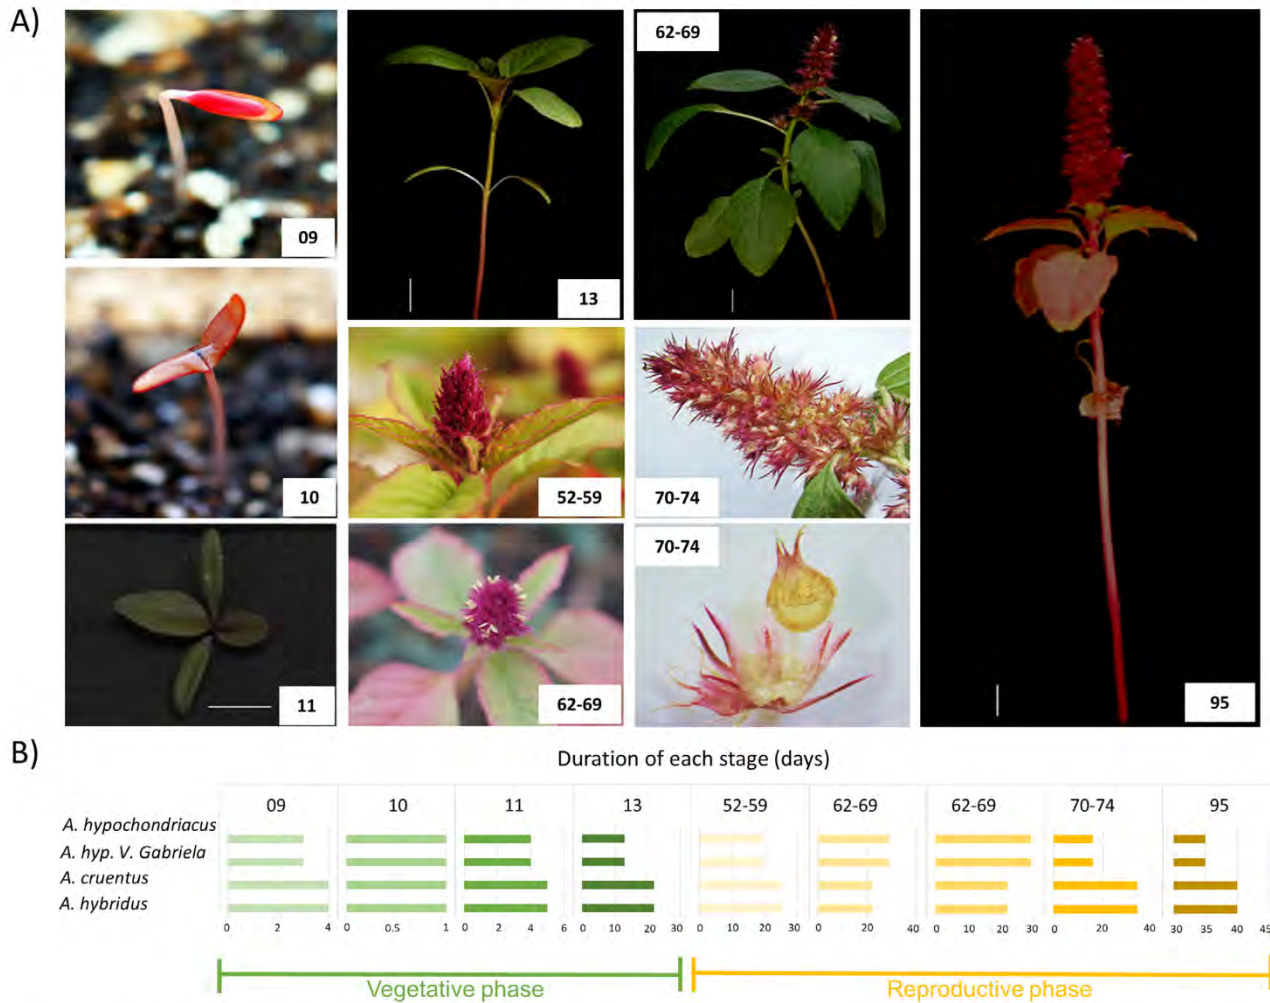 A)
09
10
11
13
52-59
62-69
62-69
70-74
70-74
95
B)
Duration of each stage (days)
09 10 11 13 52-59 62-69 62-69 70-74 95
A. hypochondriacus
A. hyp. V. Gabriela
A. cruentus
A. hybridus
0 2 4 0 0.5 1 0 2 4 6 0 10 20 30 0 10 20 30 0 20 40 0 20 40 0 20 40 30 35 40 45
Vegetative phase Reproductive phase